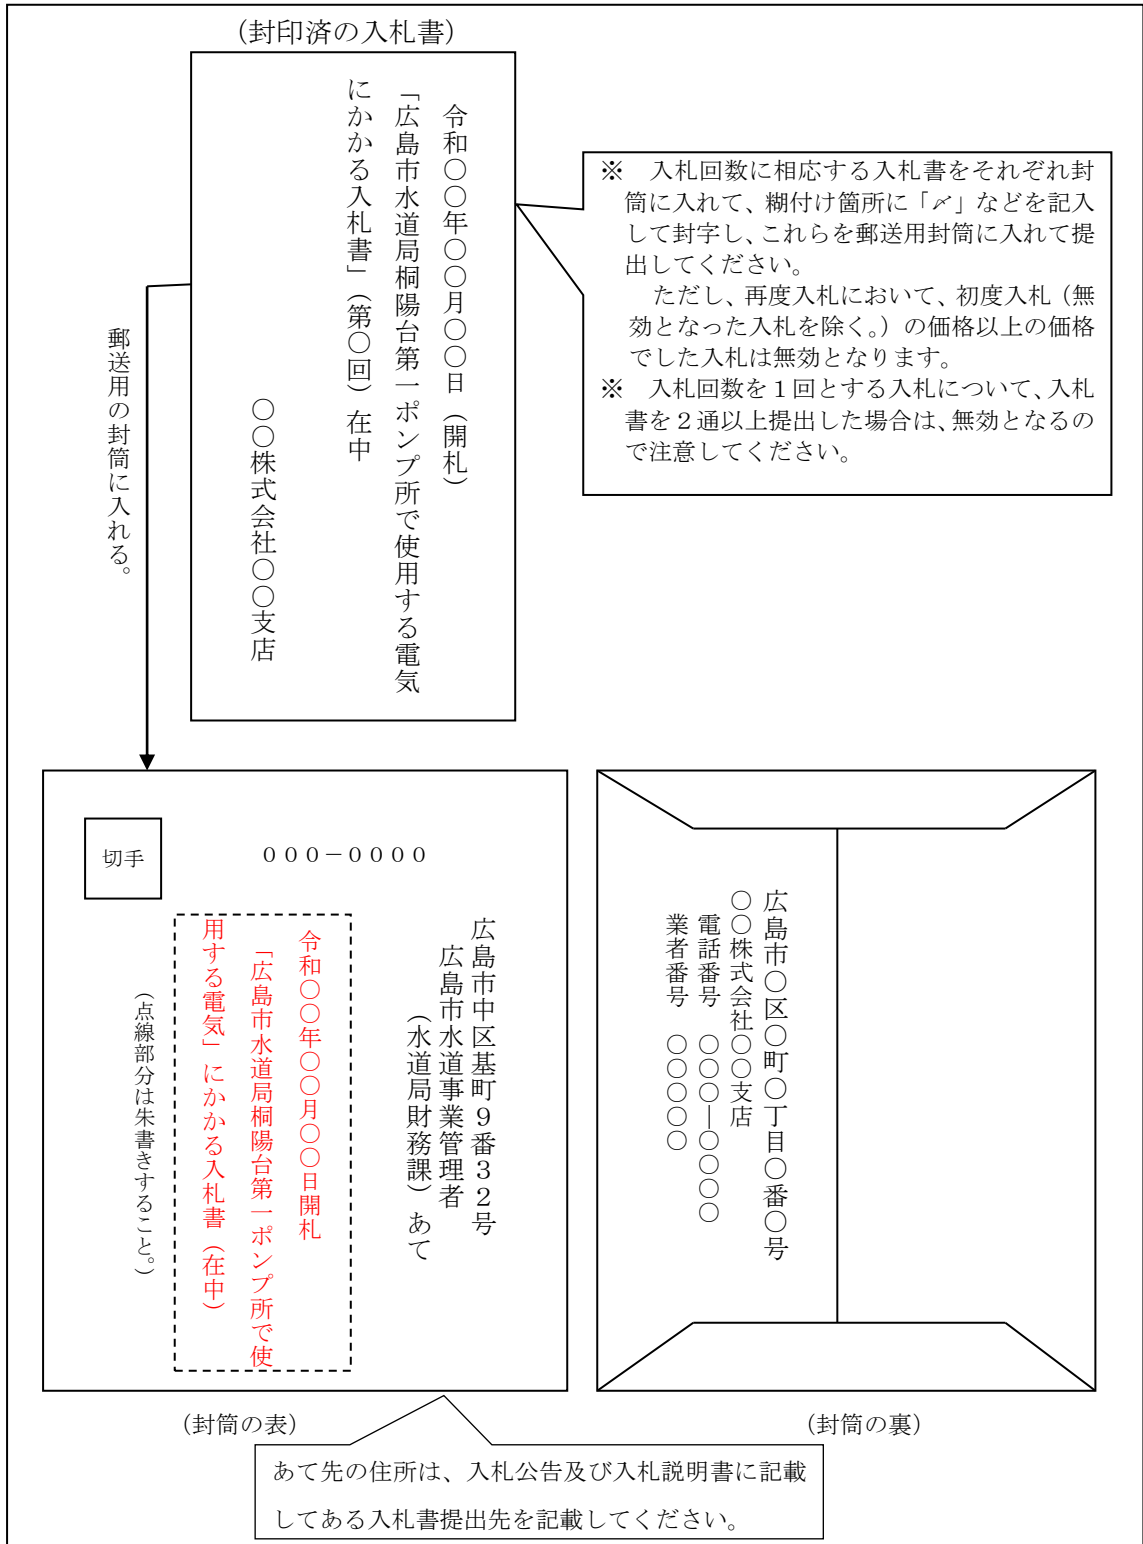 （封印済の入札書）
令和〇〇年〇〇月〇〇日（開札）
「広島市水道局桐陽台第一ポンプ所で使用する電気
にかかる入札書」（第〇回）在中
〇〇株式会社〇〇支店
※　入札回数に相応する入札書をそれぞれ封
筒に入れて、糊付け箇所に「〆」などを記入
して封字し、これらを郵送用封筒に入れて提
出してください。
ただし、再度入札において、初度入札（無
効となった入札を除く。）の価格以上の価格
でした入札は無効となります。
※　入札回数を１回とする入札について、入札
書を２通以上提出した場合は、無効となるの
で注意してください。
郵送用の封筒に入れる。
切手
０００－００００
広島市中区基町９番３２号
広島市水道事業管理者
（水道局財務課）あて
令和〇〇年〇〇月〇〇日開札
「広島市水道局桐陽台第一ポンプ所で使
用する電気」にかかる入札書（在中）
（点線部分は朱書きすること。）
広島市〇区〇町〇丁目〇番〇号
〇〇株式会社〇〇支店
電話番号　〇〇〇―〇〇〇〇
業者番号　〇〇〇〇〇
（封筒の表）
（封筒の裏）
あて先の住所は、入札公告及び入札説明書に記載
してある入札書提出先を記載してください。